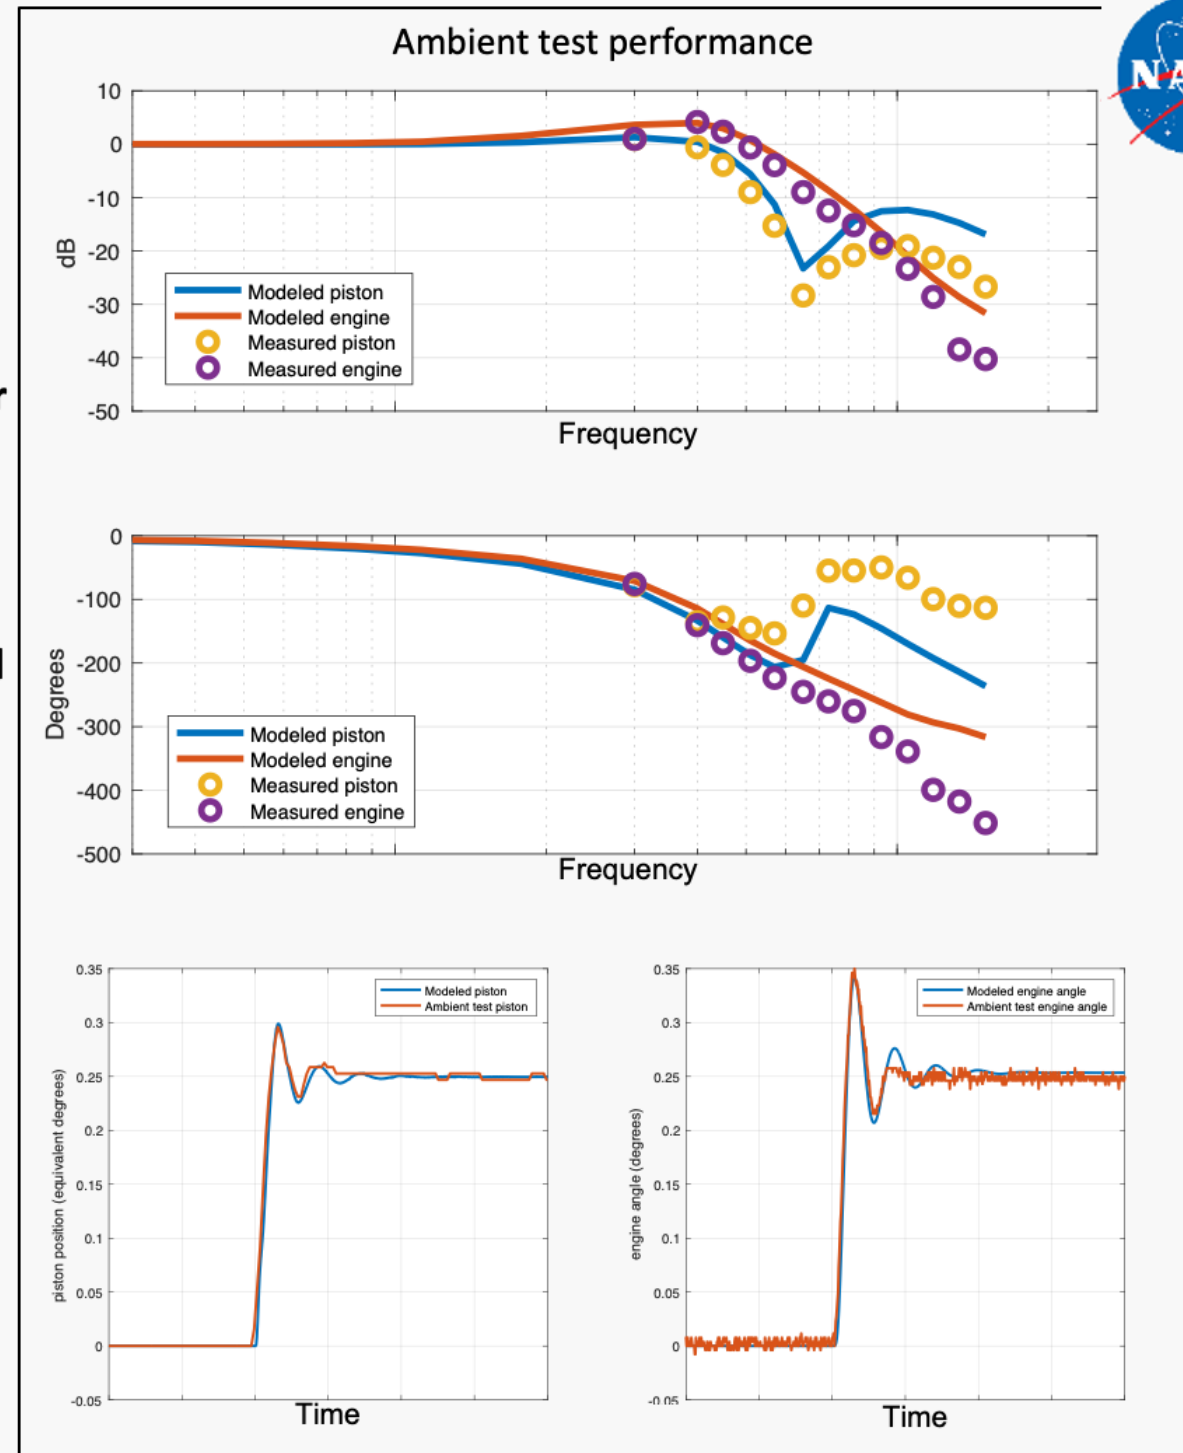 Ambient test performance
NA
r
10
0
-10
-20
-30
-40
-50
dB
Modeled piston
Modeled engine
Measured piston
Measured engine
Frequency
0
-100
-200
-300
-400
-500
Degrees
Modeled piston
Modeled engine
Measured piston
Measured engine
Frequency
0.35
0.3
0.25
0.2
0.15
0.1
0.05
0
-0.05
piston position (equivalent degrees)
Modeled piston
Ambient test piston
Time
0.35
0.3
0.25
0.2
0.15
0.1
0.05
0
-0.05
engine angle (degrees)
Modeled engine angle
Ambient test engine angle
Time